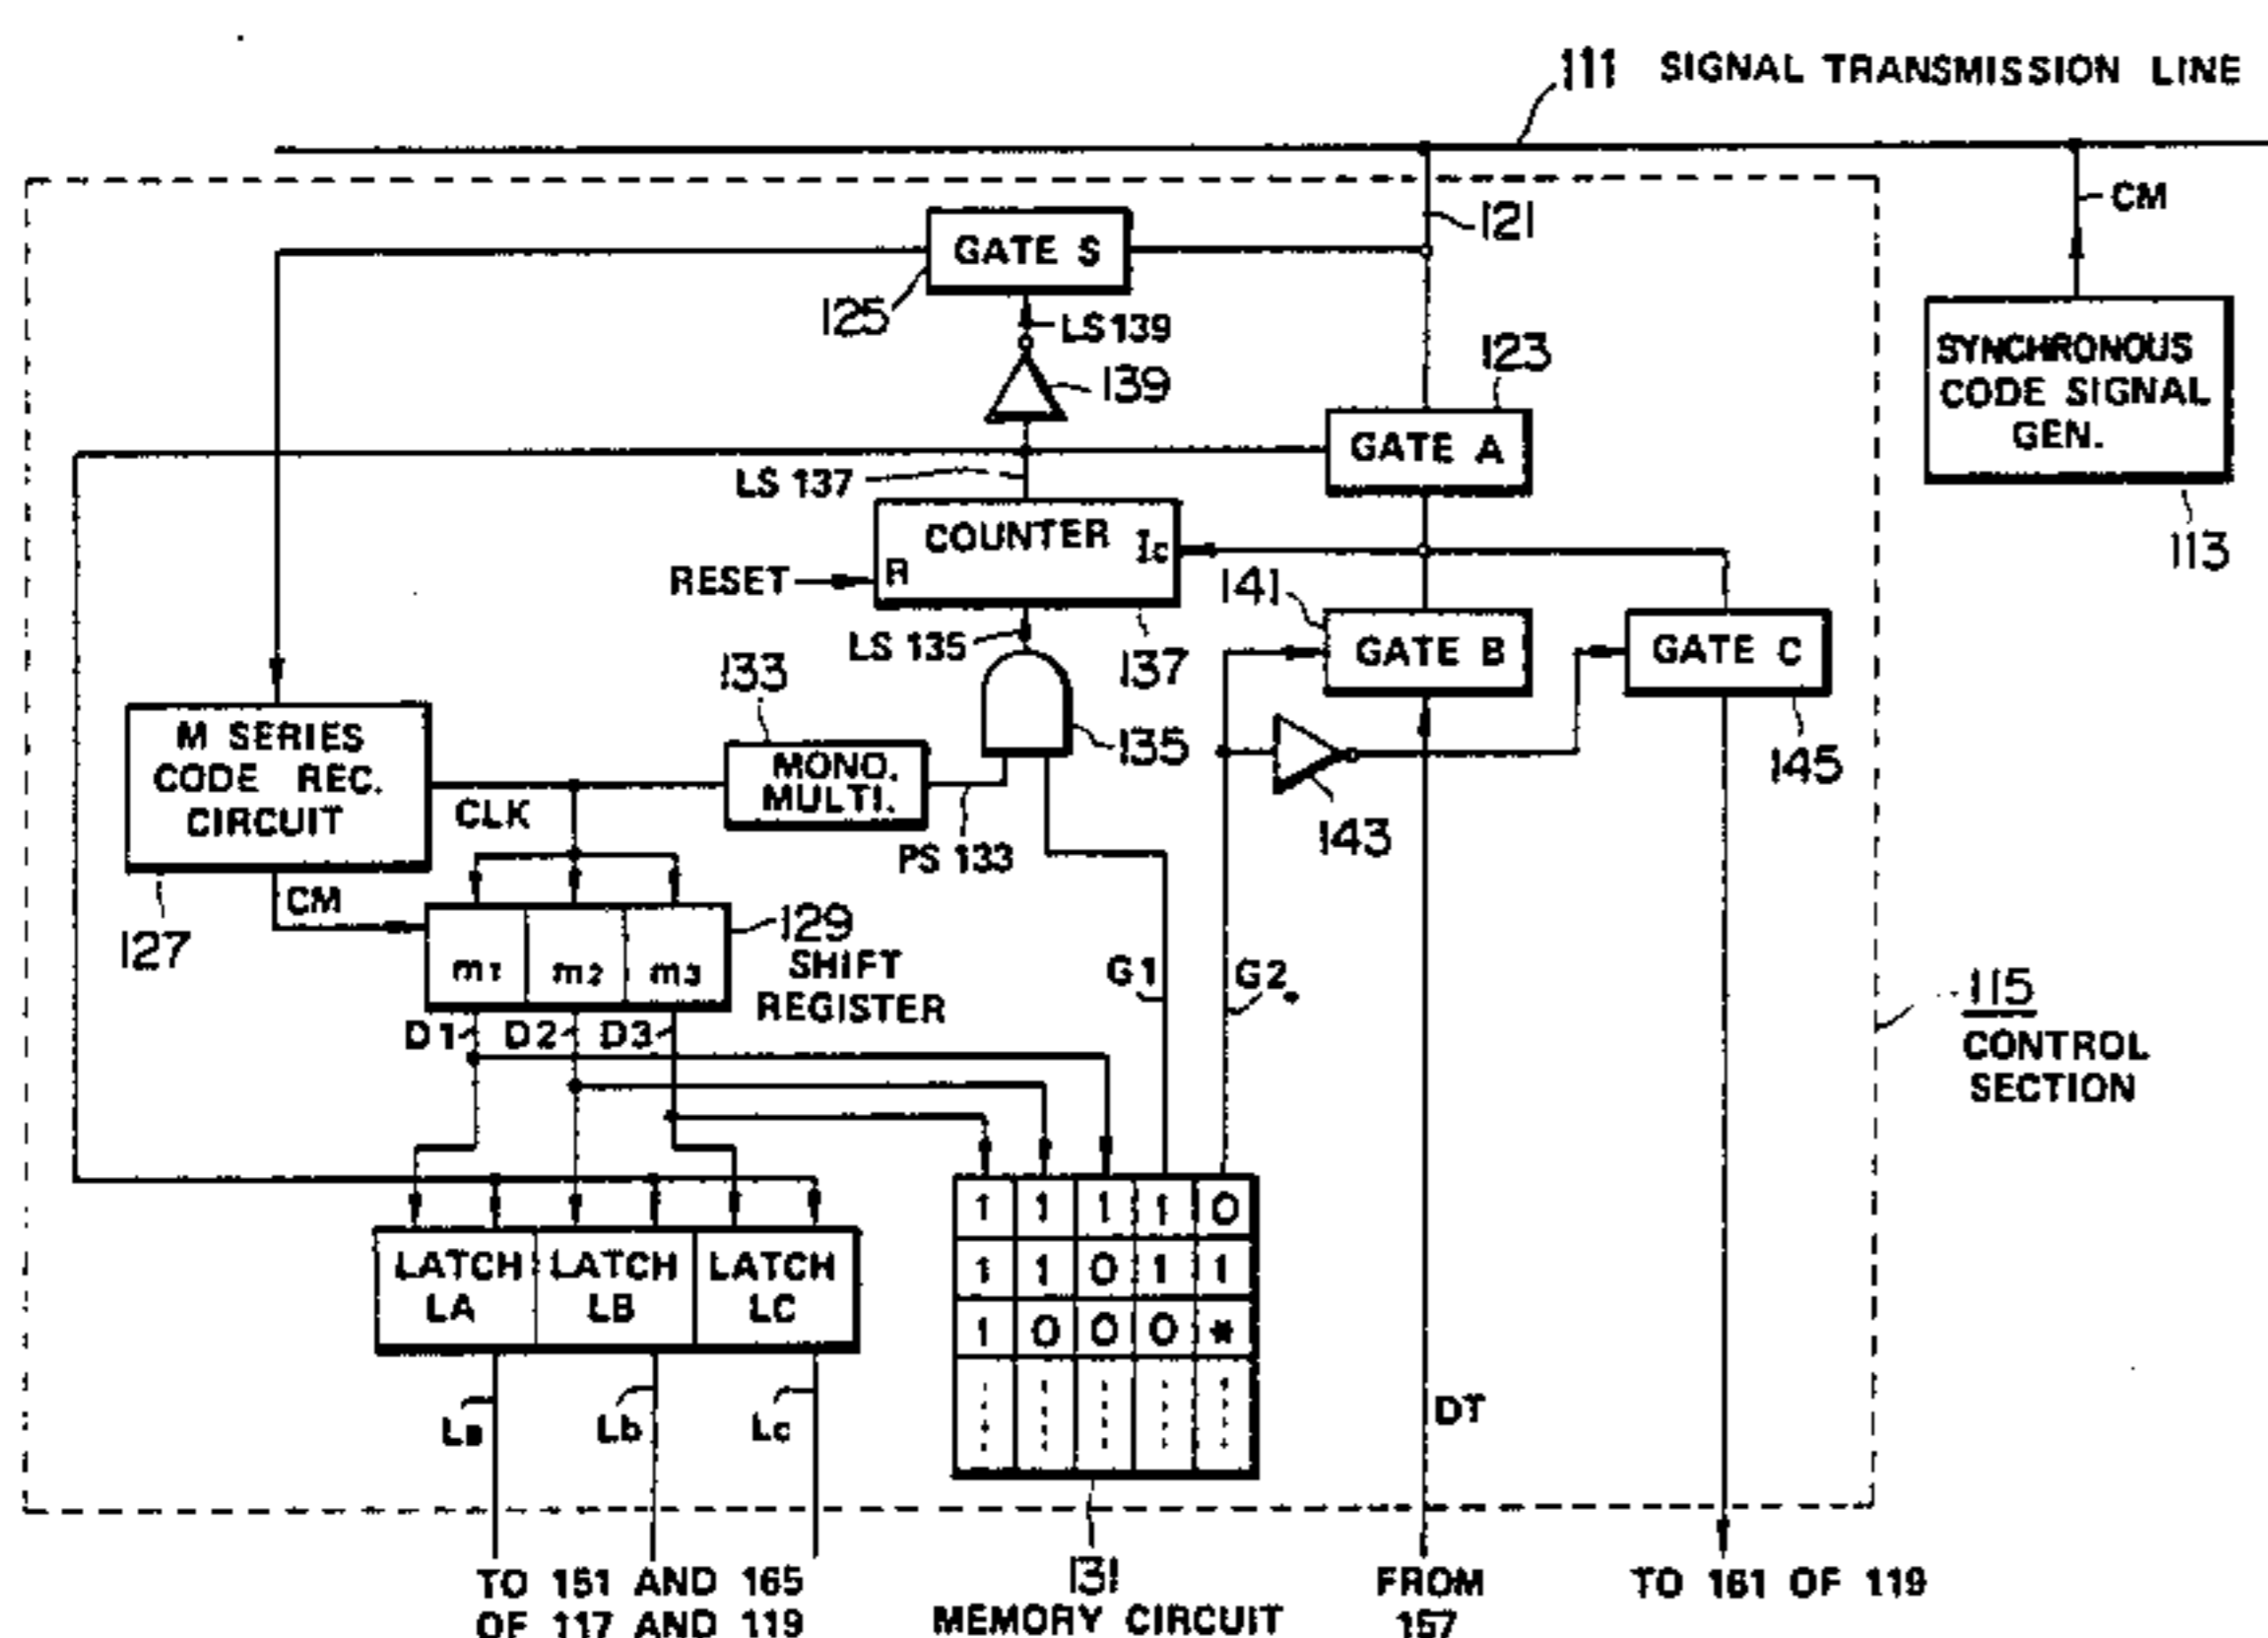 111 SIGNAL TRANSMISSION LINE
CM
121
GATE S
125
LS139
139
123
SYNCHRONOUS
CODE SIGNAL
GEN.
113
GATE A
LS 137
COUNTER Ic
R
RESET
137
LS 135
135
141
GATE B
GATE C
145
143
133
MONO.
MULTI.
PS 133
M SERIES
CODE REC.
CIRCUIT
127
CLK
CM
m1 m2 m3
129
SHIFT
REGISTER
D1 D2 D3
G1
G2
115
CONTROL
SECTION
LATCH LATCH LATCH
LA LB LC
La Lb Lc
1 1 1 1 0
1 1 0 1 1
1 0 0 0 *
DT
TO 151 AND 165
OF 117 AND 119
131
MEMORY CIRCUIT
FROM
157
TO 161 OF 119